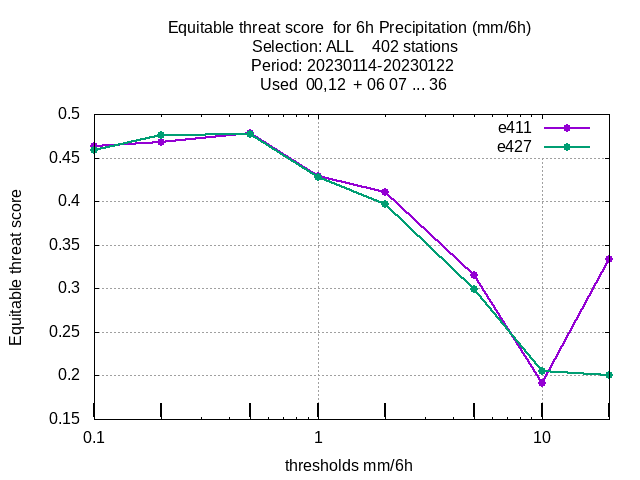 Equitable threat score  for 6h Precipitation (mm/6h)
Selection: ALL    402 stations
Period: 20230114-20230122
Used  00,12  + 06 07 ... 36
e411
e427
0.5
0.45
0.4
0.35
0.3
0.25
0.2
0.15
Equitable threat score
0.1 1 10
thresholds mm/6h